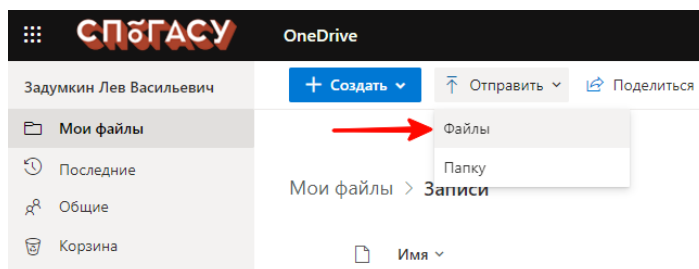 СПбГАСУ OneDrive
Задумкин Лев Васильевич
+ Создать Отправить Поделиться
Мои файлы
Файлы
Последние
Папку
Мои файлы > Записи
Общие
Корзина
Имя